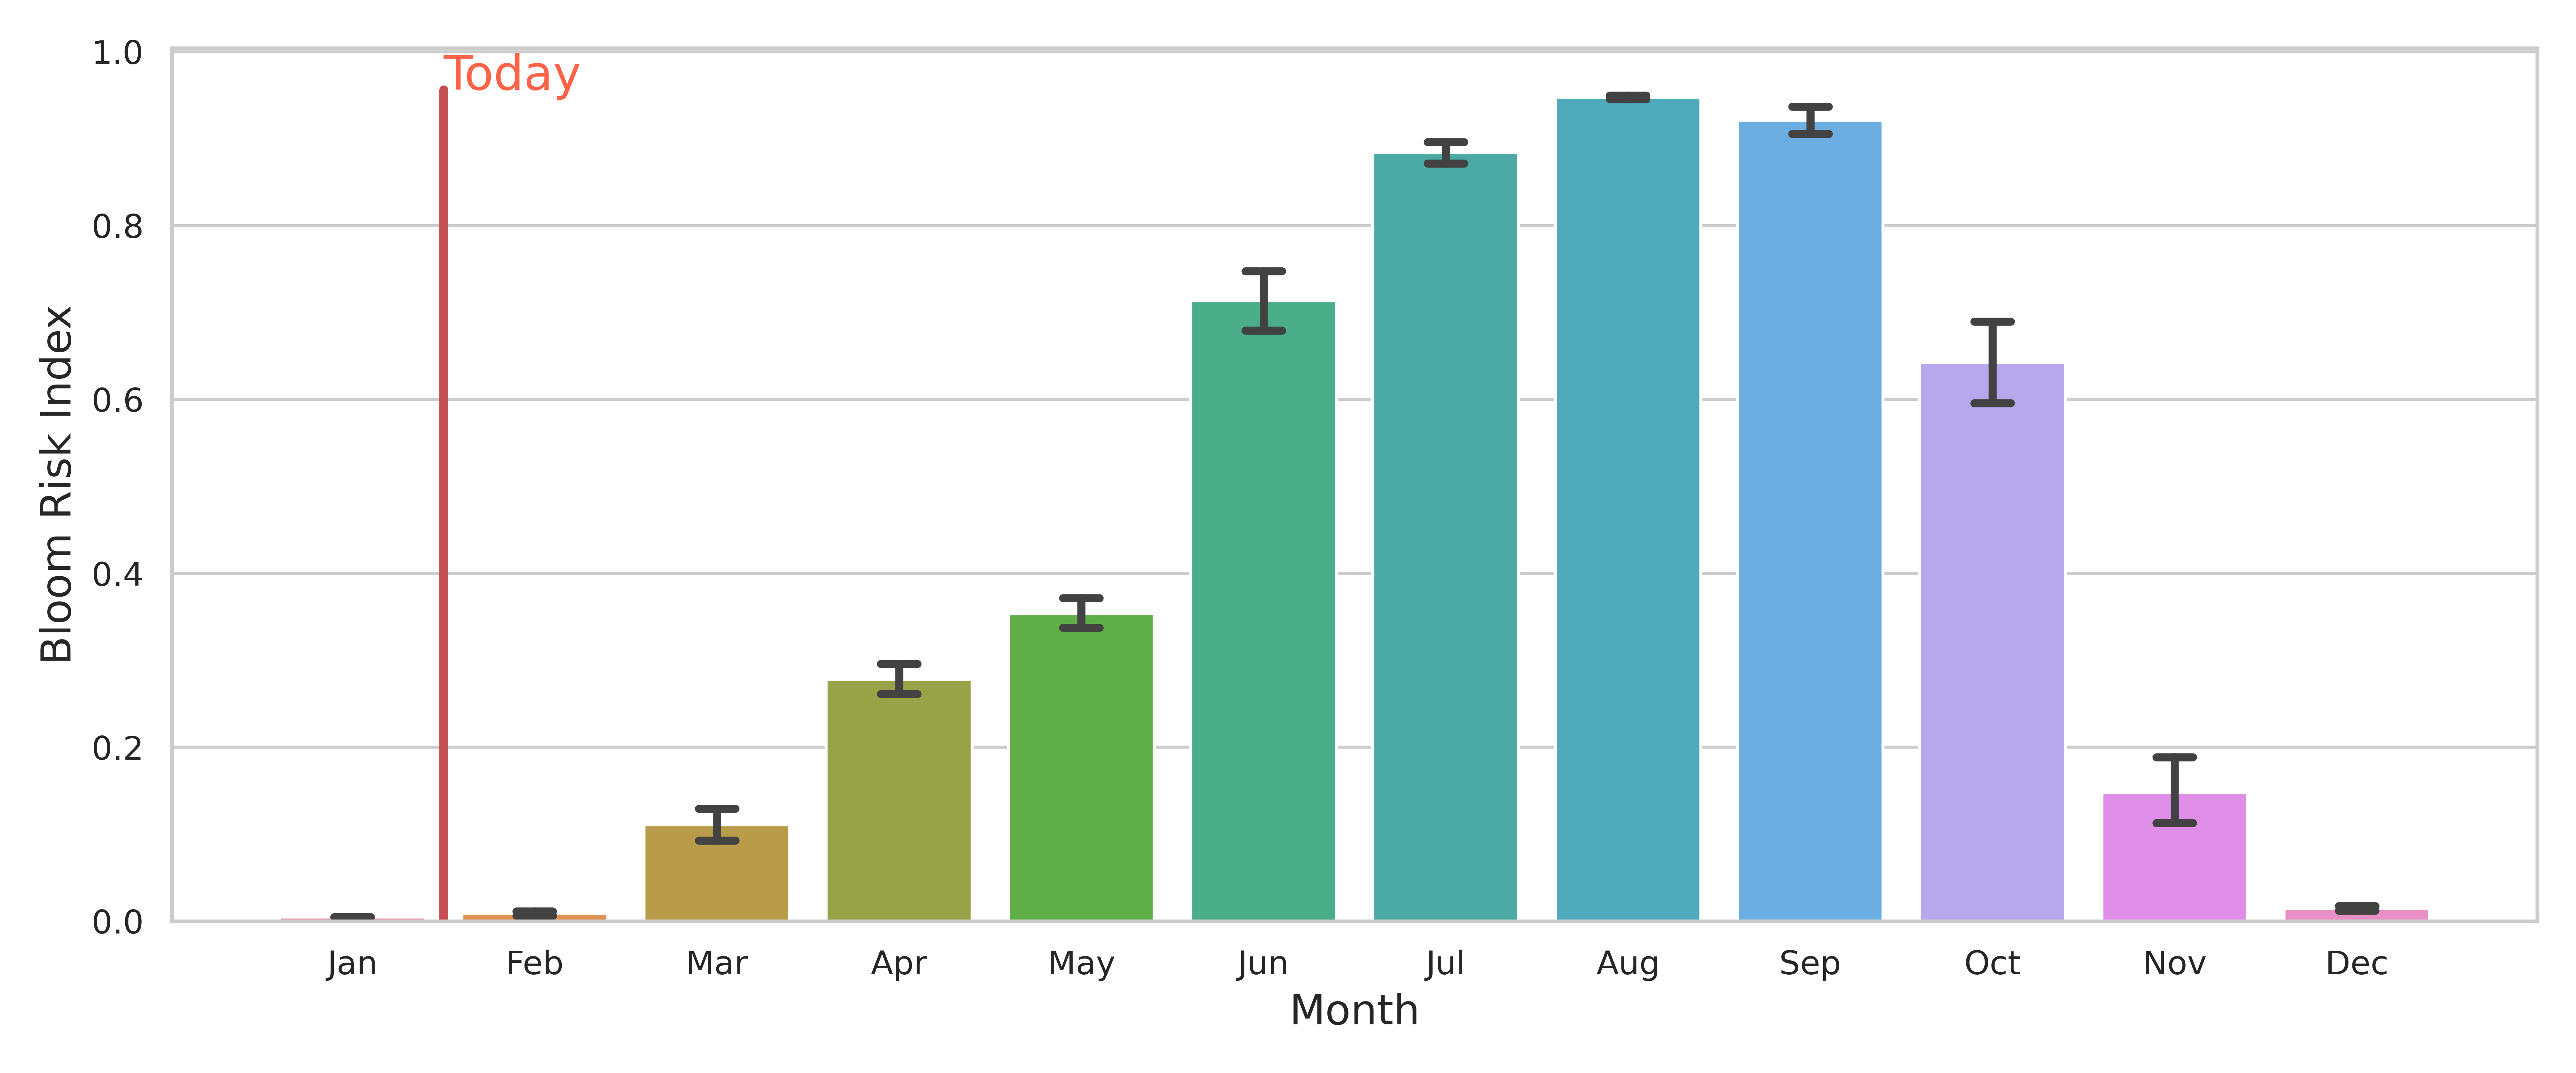 Today
Bloom Risk Index
1.0
0.8
0.6
0.4
0.2
0.0
Jan Feb Mar Apr May Jun Jul Aug Sep Oct Nov Dec
Month